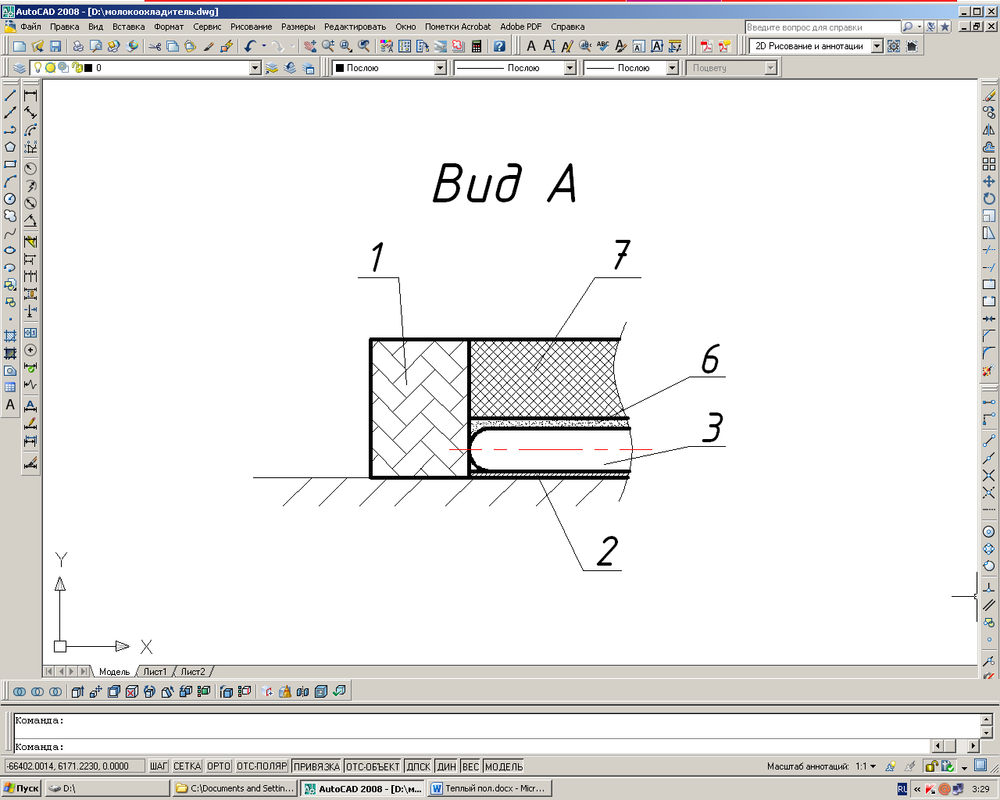 AutoCAD 2008 - [D:\молокоохладитель.dwg]
Файл Правка Вид Вставка Формат Сервис Рисование Размеры Редактировать Окно Пометки Acrobat Adobe PDF Справка
Введите вопрос для справки
2D Рисование и аннотации
0 Послою Послою Послою Поцвету
Вид А
1 7
6
3
2
Y
X
Модель Лист1 Лист2
Команда:
Команда:
-66402.0014, 6171.2230, 0.0000 ШАГ СЕТКА ОРТО ОТС-ПОЛЯР ПРИВЯЗКА ОТС-ОБЪЕКТ ДПСК ДИН ВЕС МОДЕЛЬ Масштаб аннотаций: 1:1
Пуск D:\ C:\Documents and Settin... AutoCAD 2008 - [D:\м... Теплый пол.docx - Micr... RU « 3:29